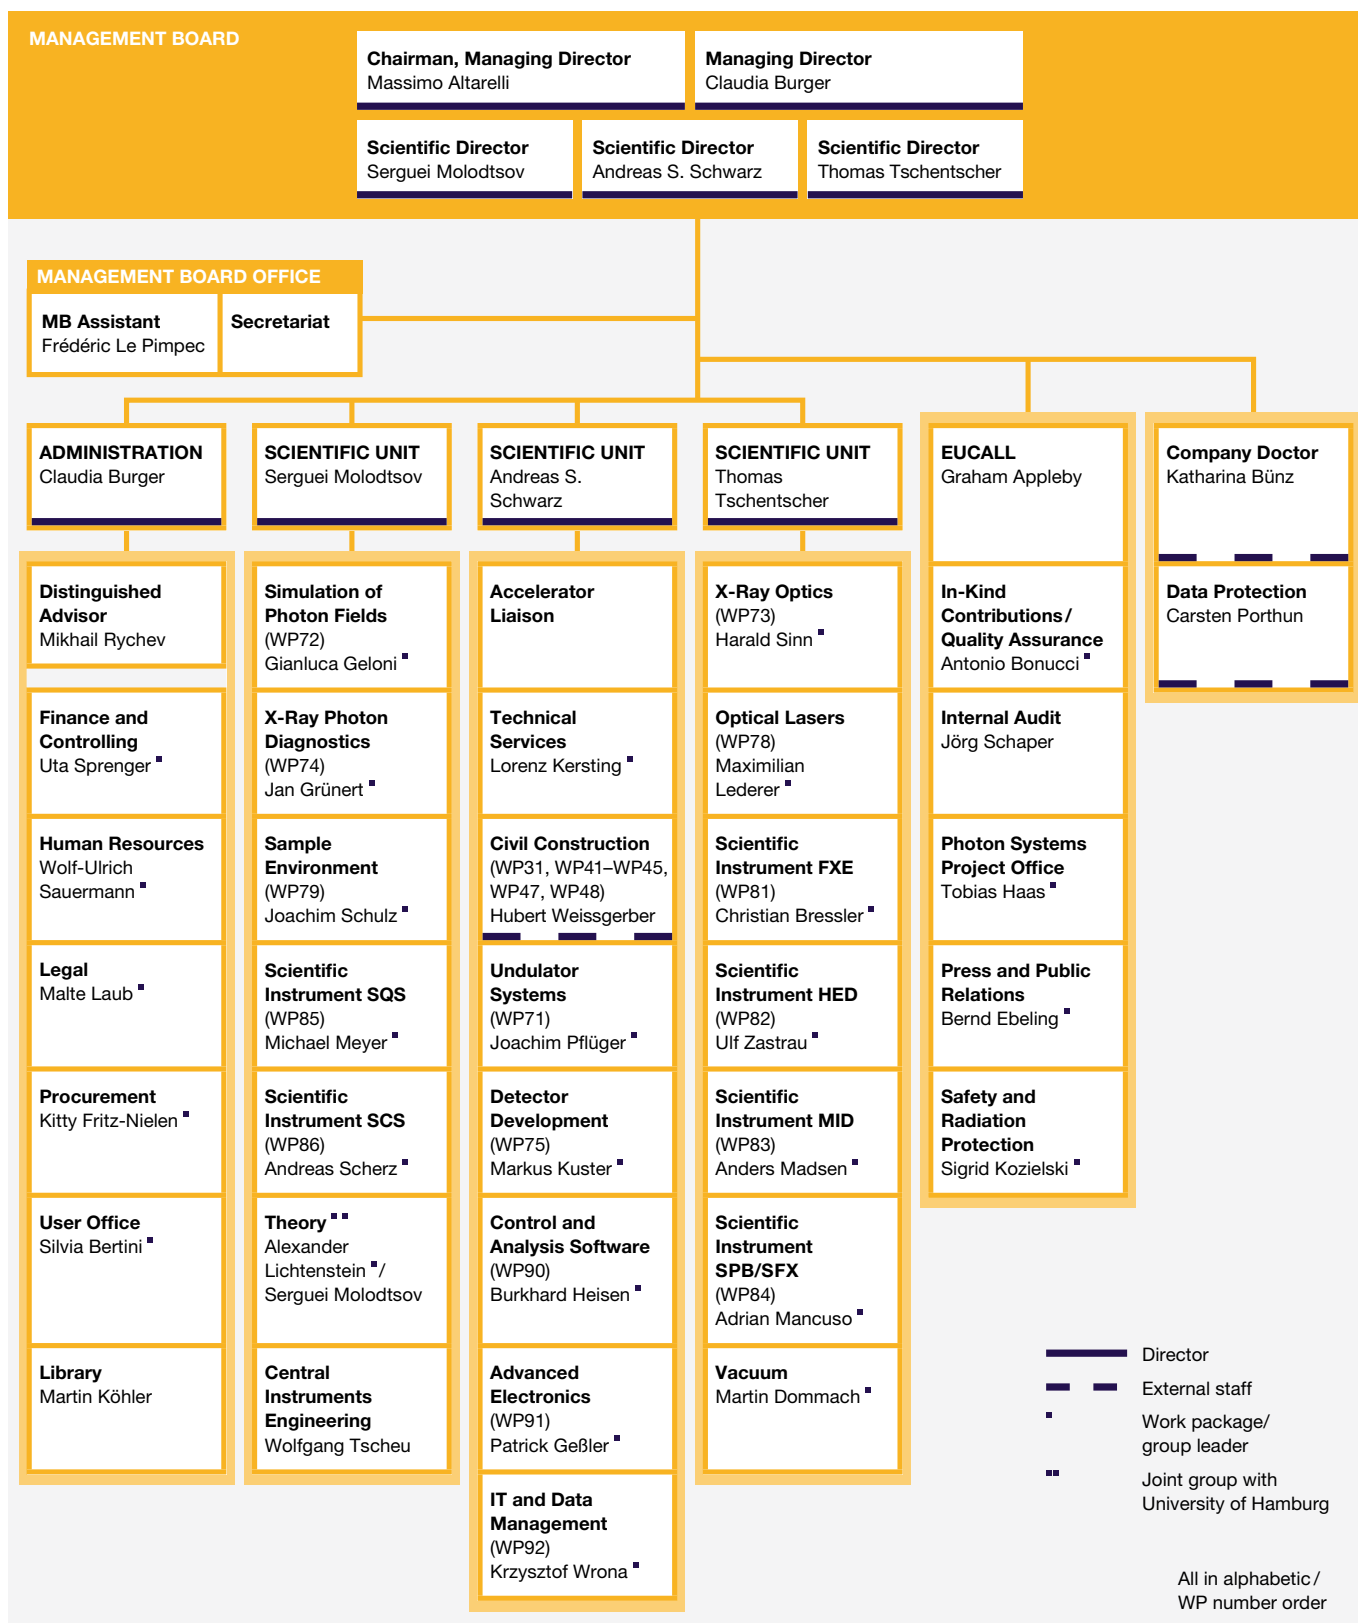 MANAGEMENT BOARD
Chairman, Managing Director
Massimo Altarelli
Managing Director
Claudia Burger
Scientific Director
Serguei Molodtsov
Scientific Director
Andreas S. Schwarz
Scientific Director
Thomas Tschentscher
MANAGEMENT BOARD OFFICE
MB Assistant
Frédéric Le Pimpec
Secretariat
ADMINISTRATION
Claudia Burger
Distinguished
Advisor
Mikhail Rychev
Finance and
Controlling
Uta Sprenger
Human Resources
Wolf-Ulrich
Sauermann
Legal
Malte Laub
Procurement
Kitty Fritz-Nielen
User Office
Silvia Bertini
Library
Martin Köhler
SCIENTIFIC UNIT
Serguei Molodtsov
Simulation of
Photon Fields
(WP72)
Gianluca Geloni
X-Ray Photon
Diagnostics
(WP74)
Jan Grünert
Sample
Environment
(WP79)
Joachim Schulz
Scientific
Instrument SQS
(WP85)
Michael Meyer
Scientific
Instrument SCS
(WP86)
Andreas Scherz
Theory
Alexander
Lichtenstein /
Serguei Molodtsov
Central
Instruments
Engineering
Wolfgang Tscheu
SCIENTIFIC UNIT
Andreas S.
Schwarz
Accelerator
Liaison
Technical
Services
Lorenz Kersting
Civil Construction
(WP31, WP41–WP45,
WP47, WP48)
Hubert Weissgerber
Undulator
Systems
(WP71)
Joachim Pflüger
Detector
Development
(WP75)
Markus Kuster
Control and
Analysis Software
(WP90)
Burkhard Heisen
Advanced
Electronics
(WP91)
Patrick Geßler
IT and Data
Management
(WP92)
Krzysztof Wrona
SCIENTIFIC UNIT
Thomas
Tschentscher
X-Ray Optics
(WP73)
Harald Sinn
Optical Lasers
(WP78)
Maximilian
Lederer
Scientific
Instrument FXE
(WP81)
Christian Bressler
Scientific
Instrument HED
(WP82)
Ulf Zastrau
Scientific
Instrument MID
(WP83)
Anders Madsen
Scientific
Instrument
SPB/SFX
(WP84)
Adrian Mancuso
Vacuum
Martin Dommach
EUCALL
Graham Appleby
In-Kind
Contributions/
Quality Assurance
Antonio Bonucci
Internal Audit
Jörg Schaper
Photon Systems
Project Office
Tobias Haas
Press and Public
Relations
Bernd Ebeling
Safety and
Radiation
Protection
Sigrid Kozielski
Company Doctor
Katharina Bünz
Data Protection
Carsten Porthun
Director
External staff
Work package/
group leader
Joint group with
University of Hamburg
All in alphabetic/
WP number order